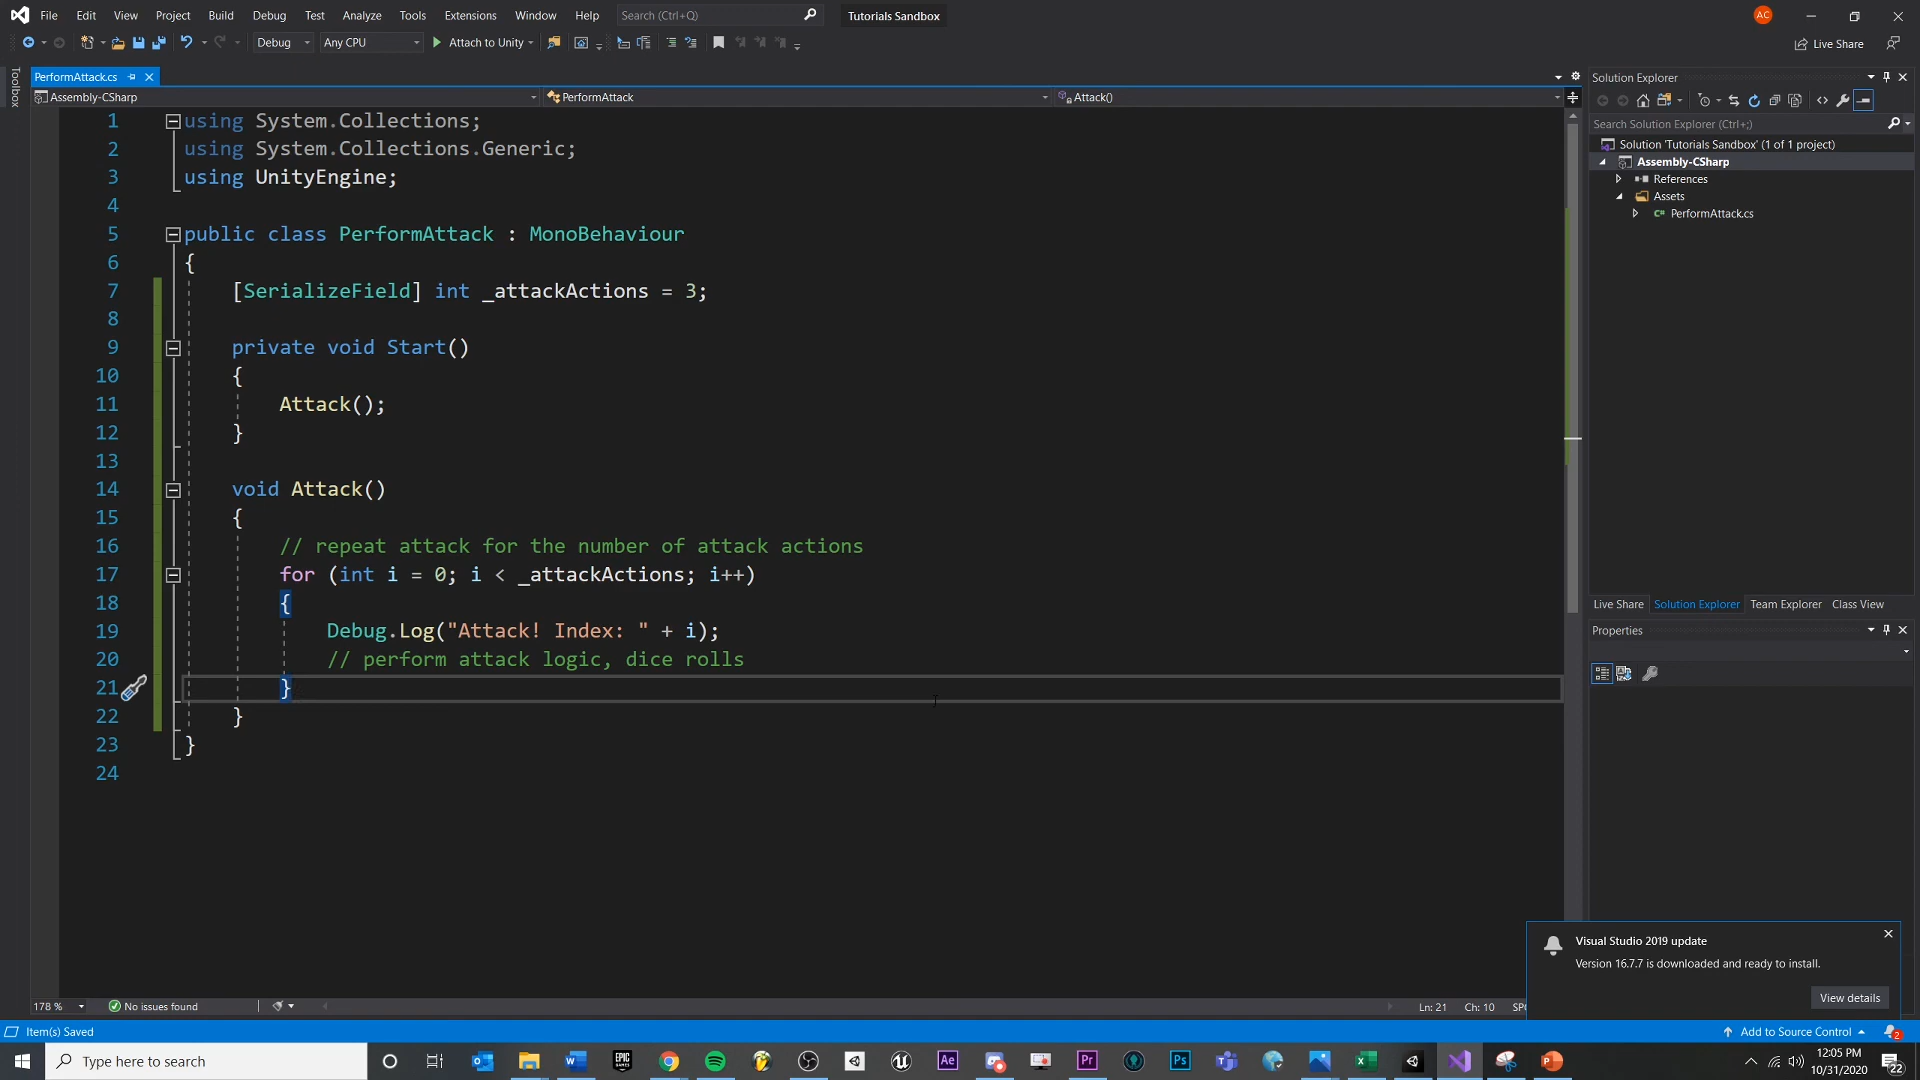 File Edit View Project Build Debug Test Analyze Tools Extensions Window Help Search (Ctrl+Q) Tutorials Sandbox AC
Debug Any CPU Attach to Unity Live Share
Toolbox
PerformAttack.cs
Assembly-CSharp PerformAttack Attack()
1 using System.Collections;
2 using System.Collections.Generic;
3 using UnityEngine;
4
5 public class PerformAttack : MonoBehaviour
6 {
7 [SerializeField] int _attackActions = 3;
8
9 private void Start()
10 {
11 Attack();
12 }
13
14 void Attack()
15 {
16 // repeat attack for the number of attack actions
17 for (int i = 0; i < _attackActions; i++)
18 {
19 Debug.Log("Attack! Index: " + i);
20 // perform attack logic, dice rolls
21 }
22 }
23 }
24
Solution Explorer
Search Solution Explorer (Ctrl+;)
Solution 'Tutorials Sandbox' (1 of 1 project)
Assembly-CSharp
References
Assets
C# PerformAttack.cs
Live Share Solution Explorer Team Explorer Class View
Properties
Visual Studio 2019 update
Version 16.7.7 is downloaded and ready to install.
View details
178 % No issues found Ln: 21 Ch: 10
Item(s) Saved Add to Source Control 2
Type here to search
Ae Pr Ps
12:05 PM
10/31/2020
22